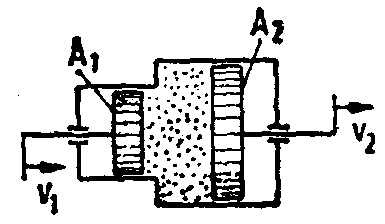 A₁ A₂
v₁ v₂